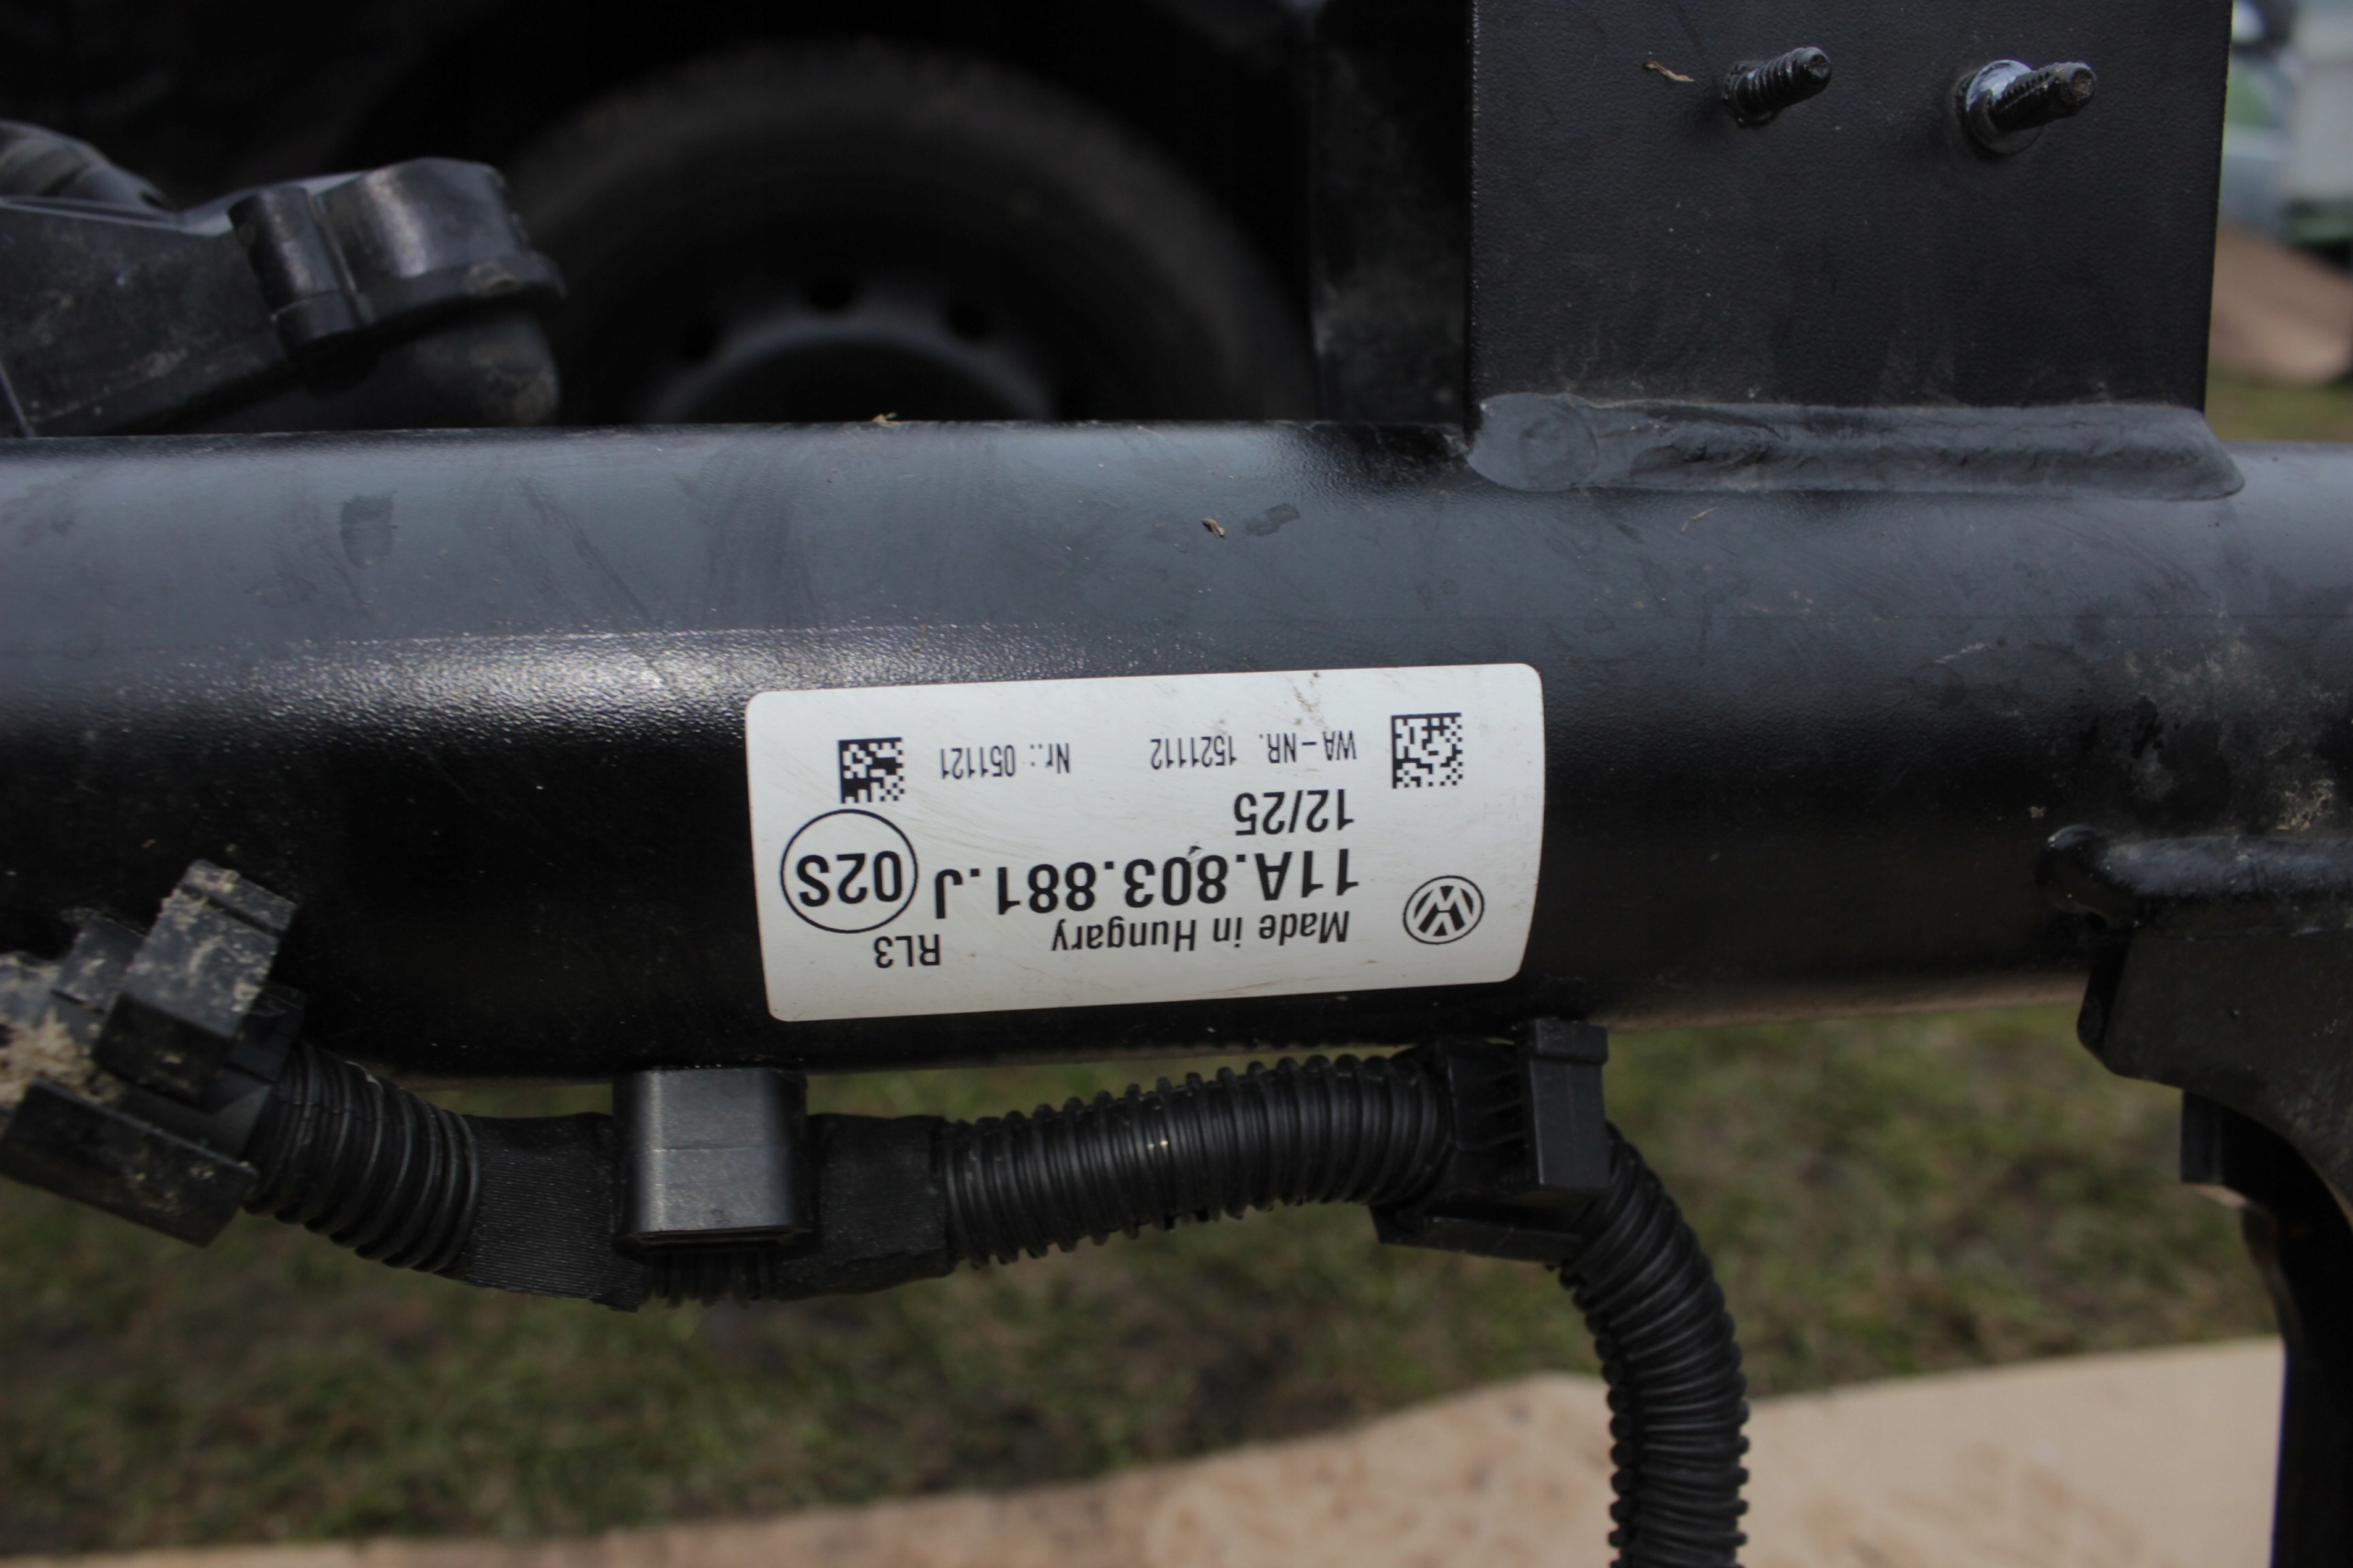 Made in Hungary RL3
11A.803.881.J 02S
12/25
WA-NR. 1521112 Nr.: 051121